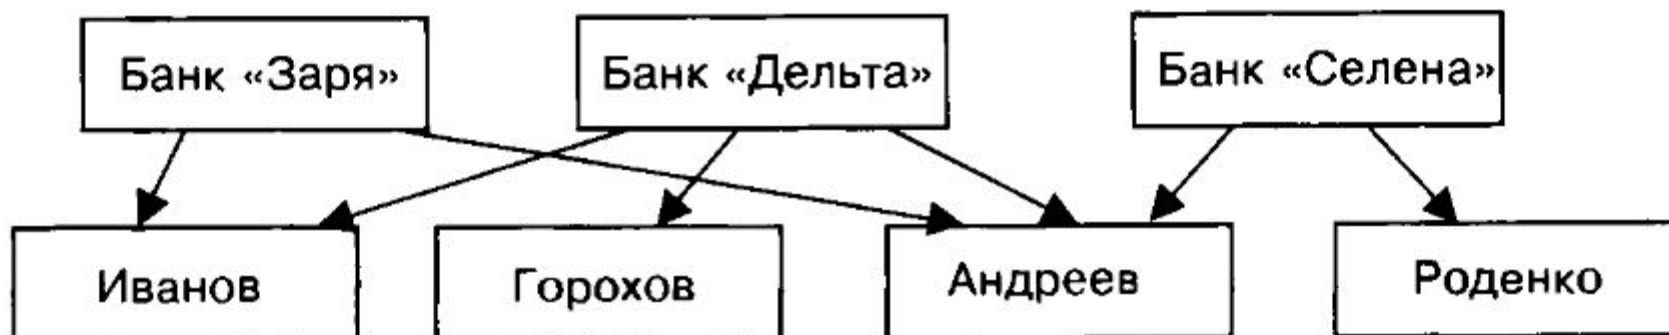 Банк «Заря» Банк «Дельта» Банк «Селена»
Иванов Горохов Андреев Роденко